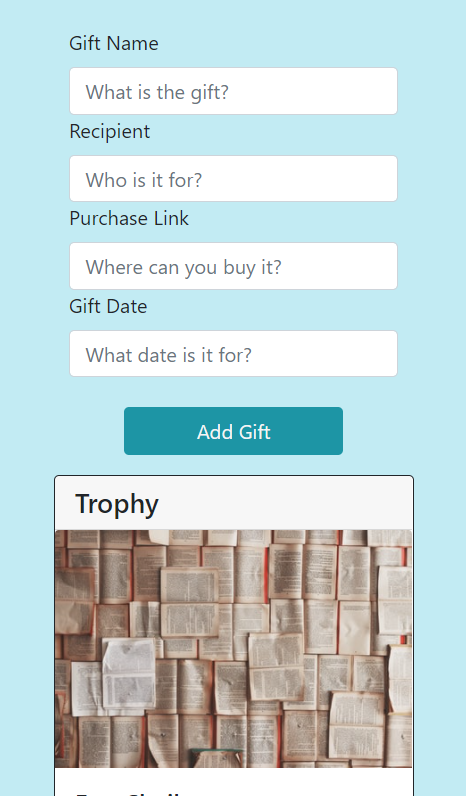 Gift Name
What is the gift?
Recipient
Who is it for?
Purchase Link
Where can you buy it?
Gift Date
What date is it for?
Add Gift
Trophy